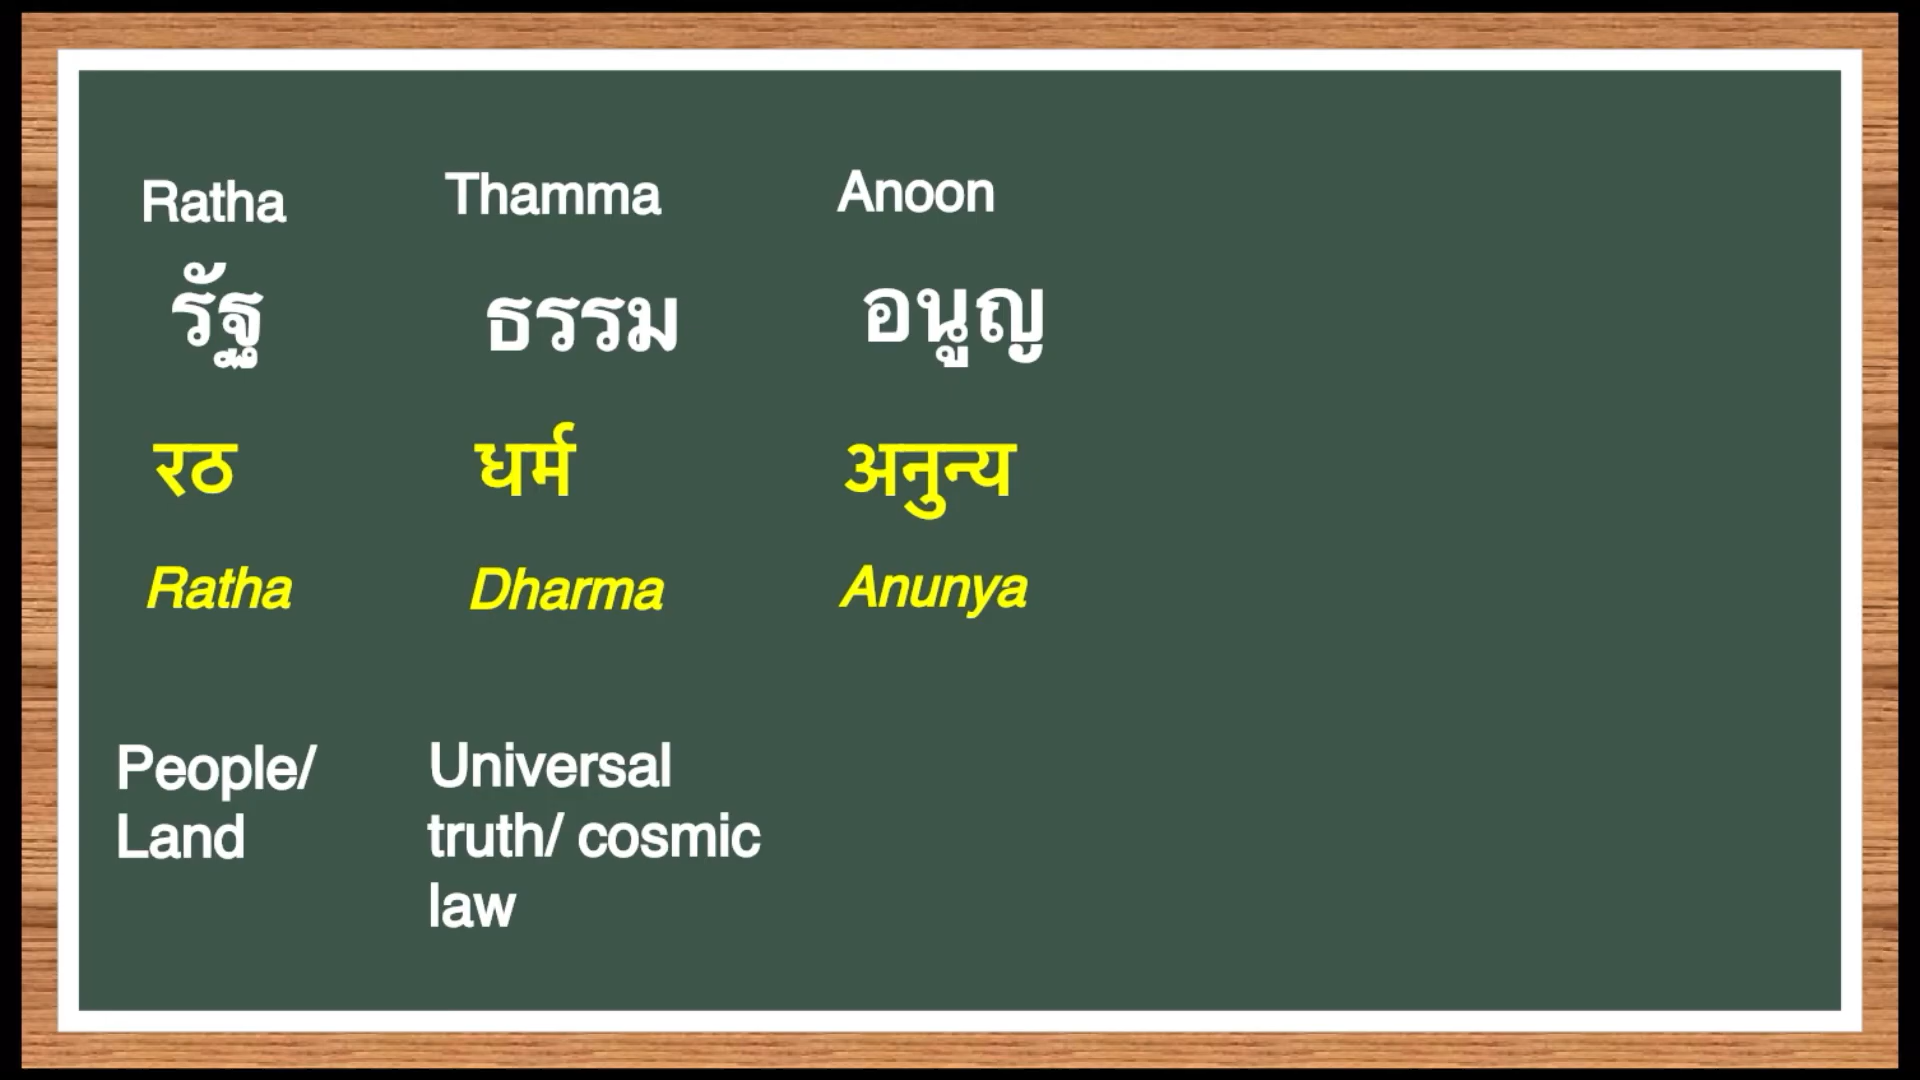 Ratha Thamma Anoon
รัฐ ธรรม อนูญ
रठ धर्म अनुन्य
Ratha Dharma Anunya
People/
Land
Universal
truth/ cosmic
law